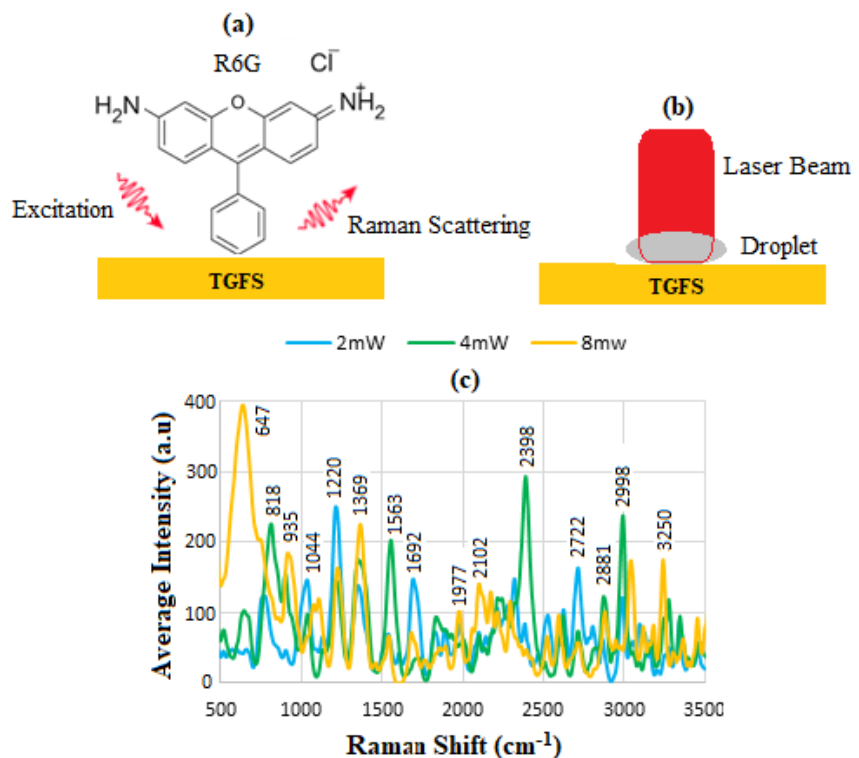 (a)
R6G
Cl⁻
H₂N
O
NH₂⁺
Excitation
Raman Scattering
TGFS
(b)
Laser Beam
Droplet
TGFS
2mW 4mW 8mw
(c)
Average Intensity (a.u)
400
300
200
100
0
647
818
935
1044
1220
1369
1563
1692
1977
2102
2398
2722
2881
2998
3250
500 1000 1500 2000 2500 3000 3500
Raman Shift (cm⁻¹)